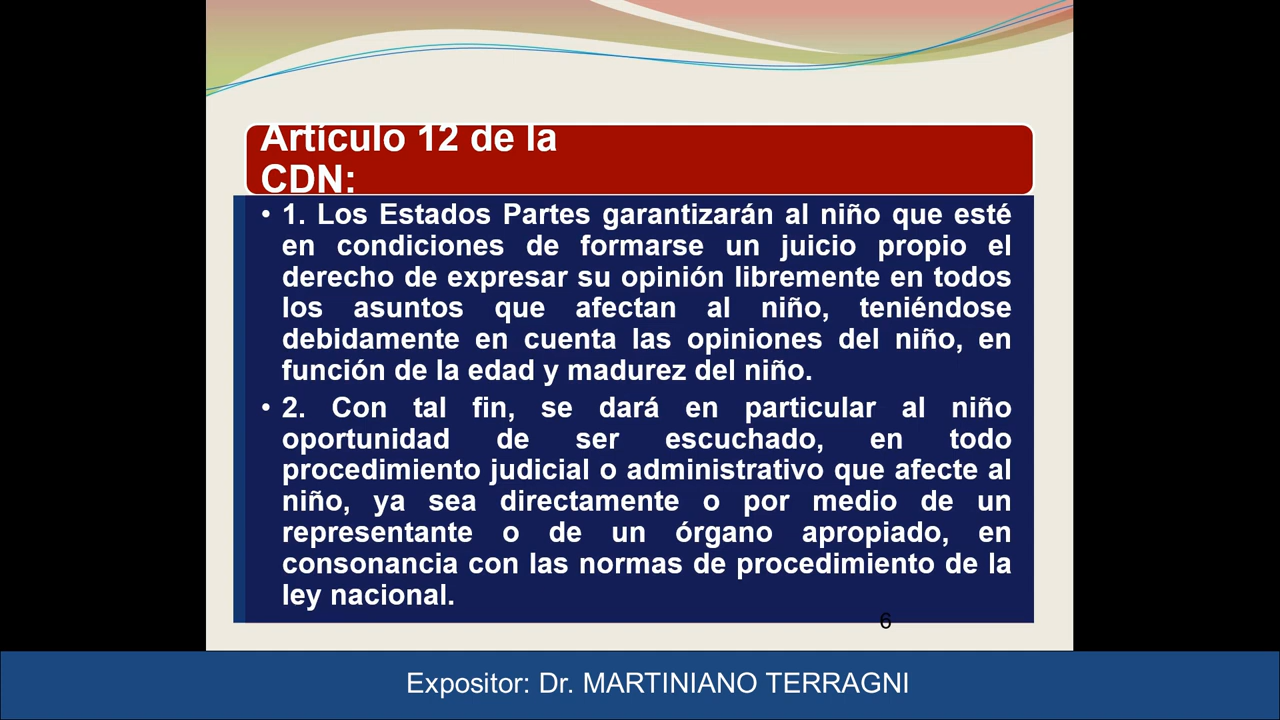 Artículo 12 de la
CDN:
• 1. Los Estados Partes garantizarán al niño que esté
en condiciones de formarse un juicio propio el
derecho de expresar su opinión libremente en todos
los asuntos que afectan al niño, teniéndose
debidamente en cuenta las opiniones del niño, en
función de la edad y madurez del niño.
• 2. Con tal fin, se dará en particular al niño
oportunidad de ser escuchado, en todo
procedimiento judicial o administrativo que afecte al
niño, ya sea directamente o por medio de un
representante o de un órgano apropiado, en
consonancia con las normas de procedimiento de la
ley nacional.
6
Expositor: Dr. MARTINIANO TERRAGNI